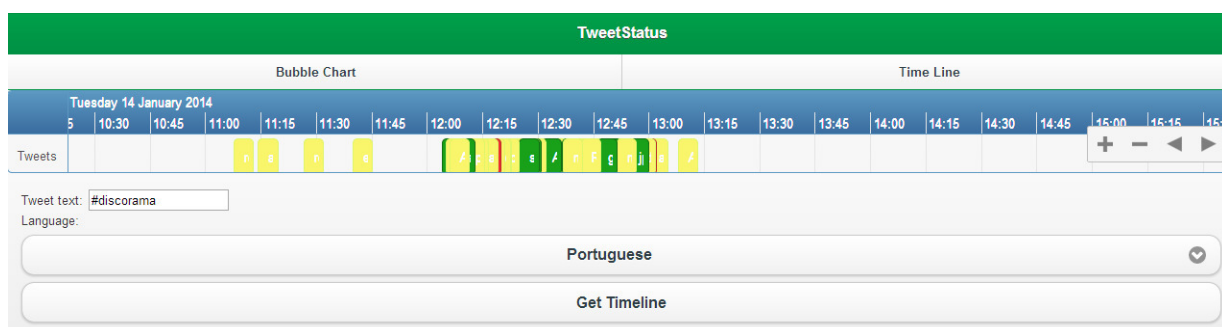 TweetStatus
Bubble Chart Time Line
Tuesday 14 January 2014
5 10:30 10:45 11:00 11:15 11:30 11:45 12:00 12:15 12:30 12:45 13:00 13:15 13:30 13:45 14:00 14:15 14:30 14:45 15:00 15:15 15:
Tweets n a n e A s A n g n a A
Tweet text: #discorama
Language:
Portuguese
Get Timeline